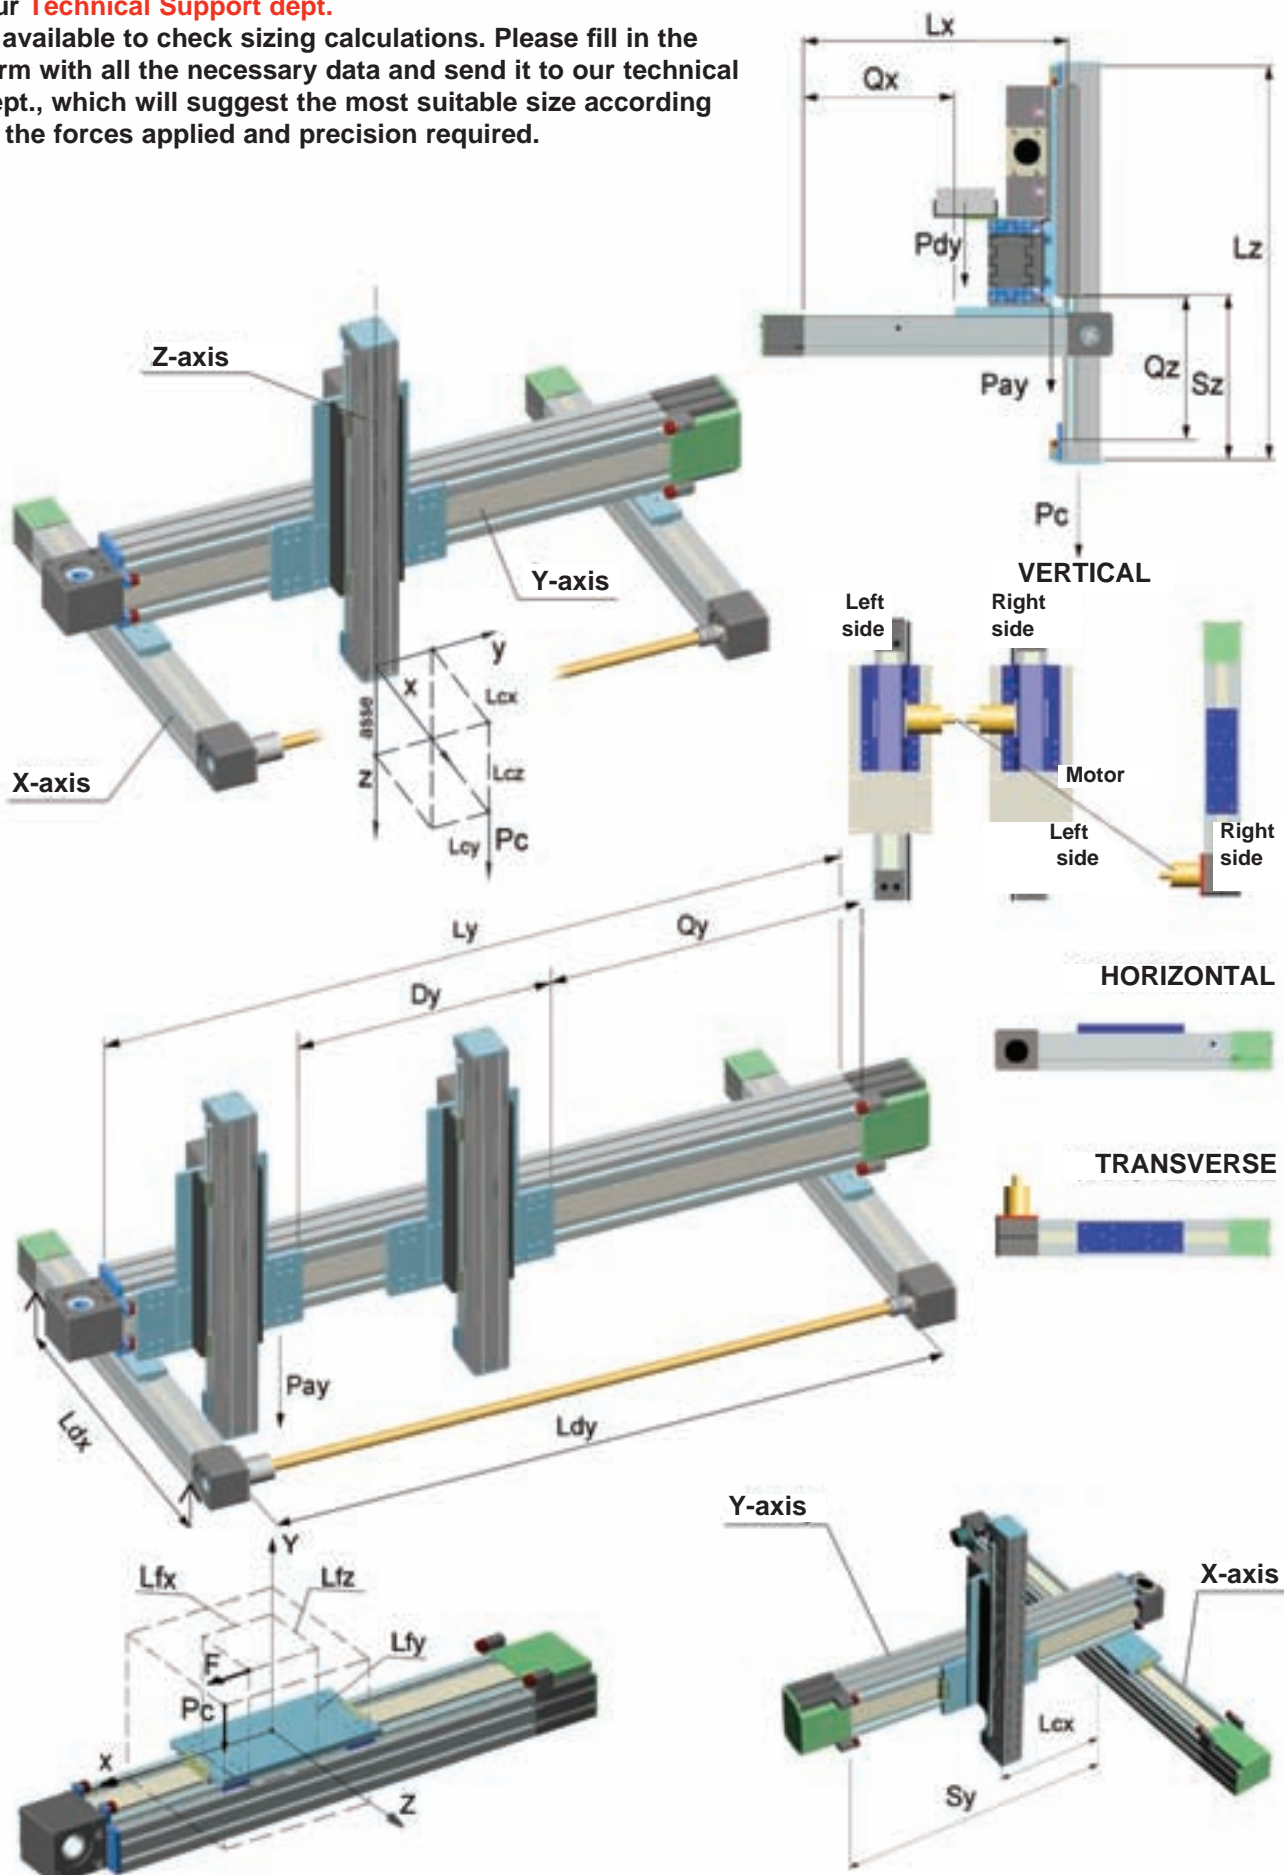 ur Technical Support dept.
available to check sizing calculations. Please fill in the
rm with all the necessary data and send it to our technical
ept., which will suggest the most suitable size according
the forces applied and precision required.
Lx
Qx
Pdy
Lz
Qz
Sz
Pay
Pc
Z-axis
Y-axis
X-axis
y
x
Lcx
asse
Z
Lcz
Lcy
Pc
VERTICAL
Left
side
Right
side
Motor
Left
side
Right
side
HORIZONTAL
TRANSVERSE
Ly
Qy
Dy
Pay
Ldx
Ldy
Y
Lfx
Lfz
Lfy
F
Pc
X
Z
Y-axis
X-axis
Lcx
Sy